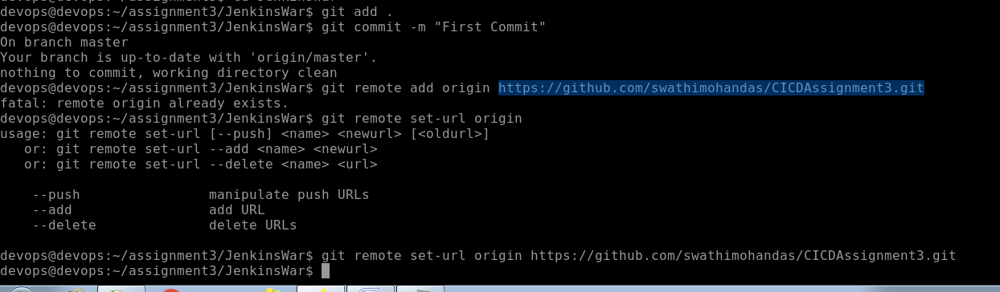 devops@devops:~/assignment3/JenkinsWar$ git add .
devops@devops:~/assignment3/JenkinsWar$ git commit -m "First Commit"
On branch master
Your branch is up-to-date with 'origin/master'.
nothing to commit, working directory clean
devops@devops:~/assignment3/JenkinsWar$ git remote add origin https://github.com/swathimohandas/CICDAssignment3.git
fatal: remote origin already exists.
devops@devops:~/assignment3/JenkinsWar$ git remote set-url origin
usage: git remote set-url [--push] <name> <newurl> [<oldurl>]
   or: git remote set-url --add <name> <newurl>
   or: git remote set-url --delete <name> <url>
    --push                manipulate push URLs
    --add                 add URL
    --delete              delete URLs
devops@devops:~/assignment3/JenkinsWar$ git remote set-url origin https://github.com/swathimohandas/CICDAssignment3.git
devops@devops:~/assignment3/JenkinsWar$